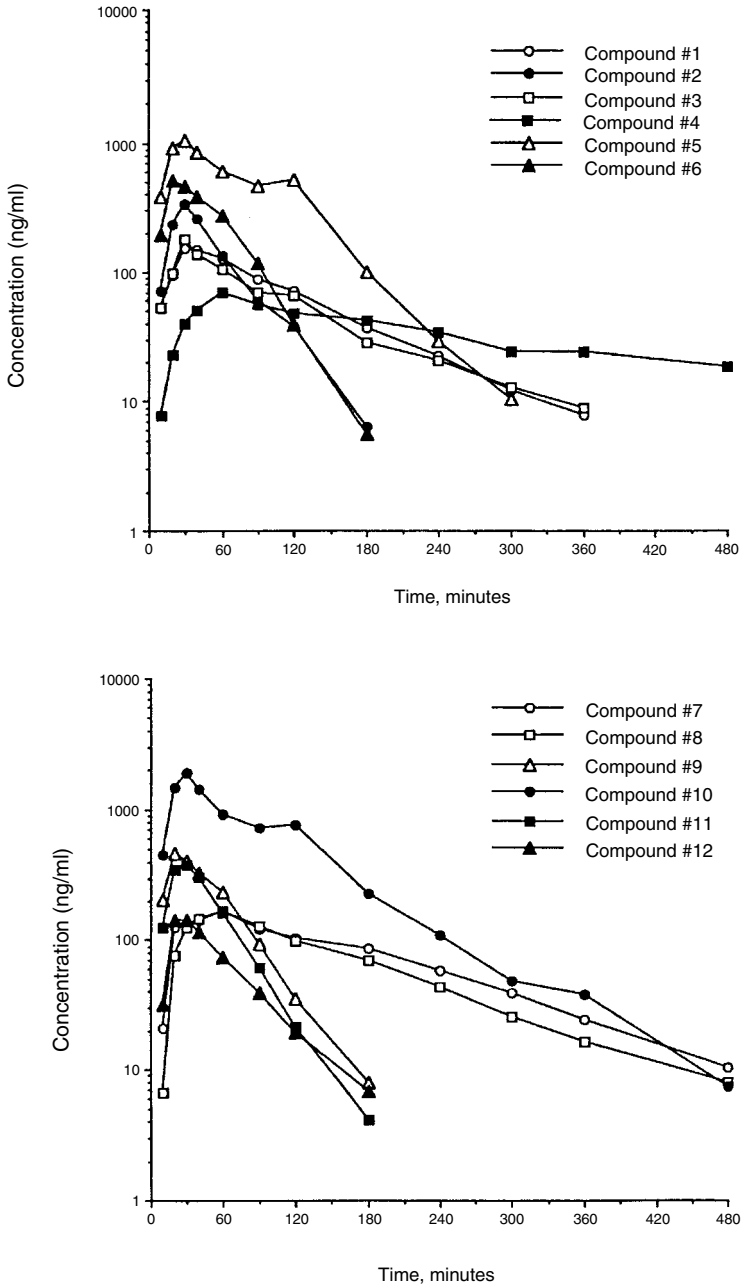 10000
1000
100
10
1
Concentration (ng/ml)
Compound #1
Compound #2
Compound #3
Compound #4
Compound #5
Compound #6
0 60 120 180 240 300 360 420 480
Time, minutes
10000
1000
100
10
1
Concentration (ng/ml)
Compound #7
Compound #8
Compound #9
Compound #10
Compound #11
Compound #12
0 60 120 180 240 300 360 420 480
Time, minutes